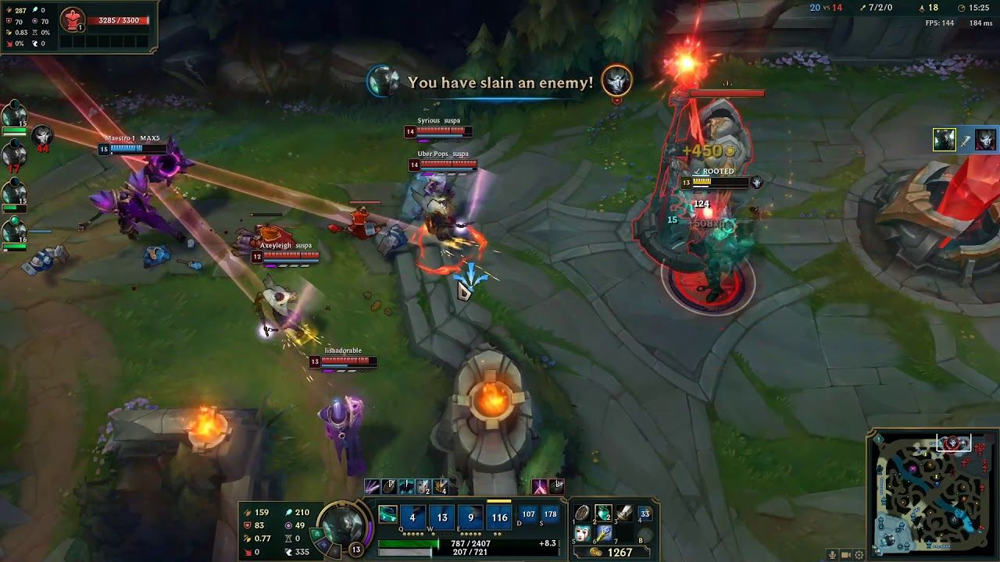 287 0
70 70
0.83 0%
0% 0
1
3285 / 3300
20 vs 14 7/2/0 18 15:25
FPS: 144 184 ms
You have slain an enemy!
Syrious suspa
14
Uber Pops suspa
14
Maestro 1 MAX5
15
15
44
17
15
16
+450
ROOTED
13
124
15
+508xp
Axeyleigh suspa
12
lisaadorable
13
2 4
159 210
83 49
0.77 0
0 335
13
4 13 9 116 107 178
Q W E D S
787 / 2407 +8.3
207 / 721
1 2 2 3 33
5 7 B
1267